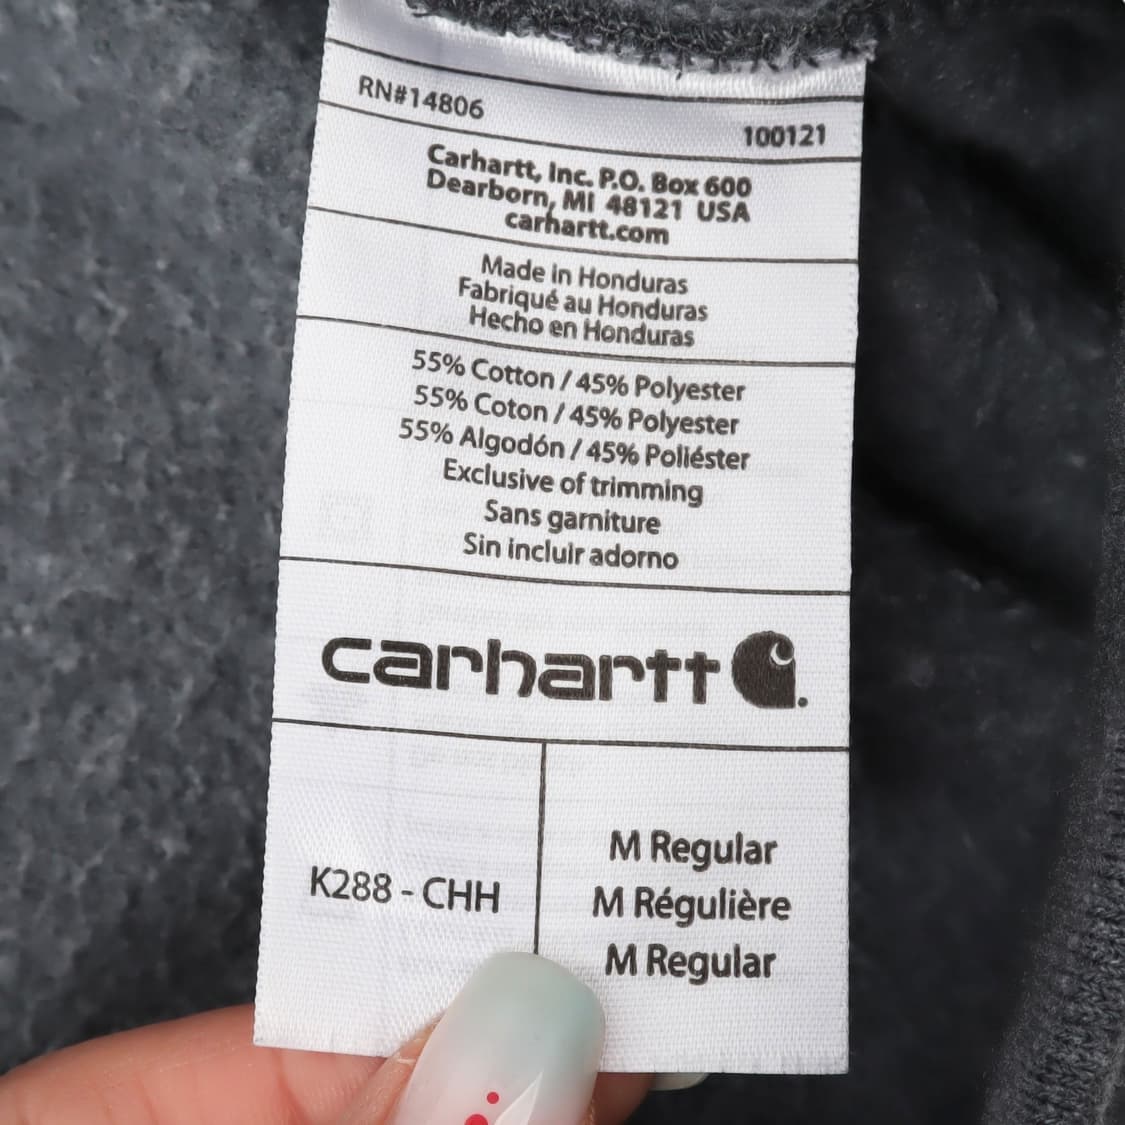 RN#14806
100121
Carhartt, Inc. P.O. Box 600
Dearborn, MI 48121 USA
carhartt.com
Made in Honduras
Fabriqué au Honduras
Hecho en Honduras
55% Cotton / 45% Polyester
55% Coton / 45% Polyester
55% Algodón / 45% Poliéster
Exclusive of trimming
Sans garniture
Sin incluir adorno
carhartt
K288 - CHH
M Regular
M Régulière
M Regular